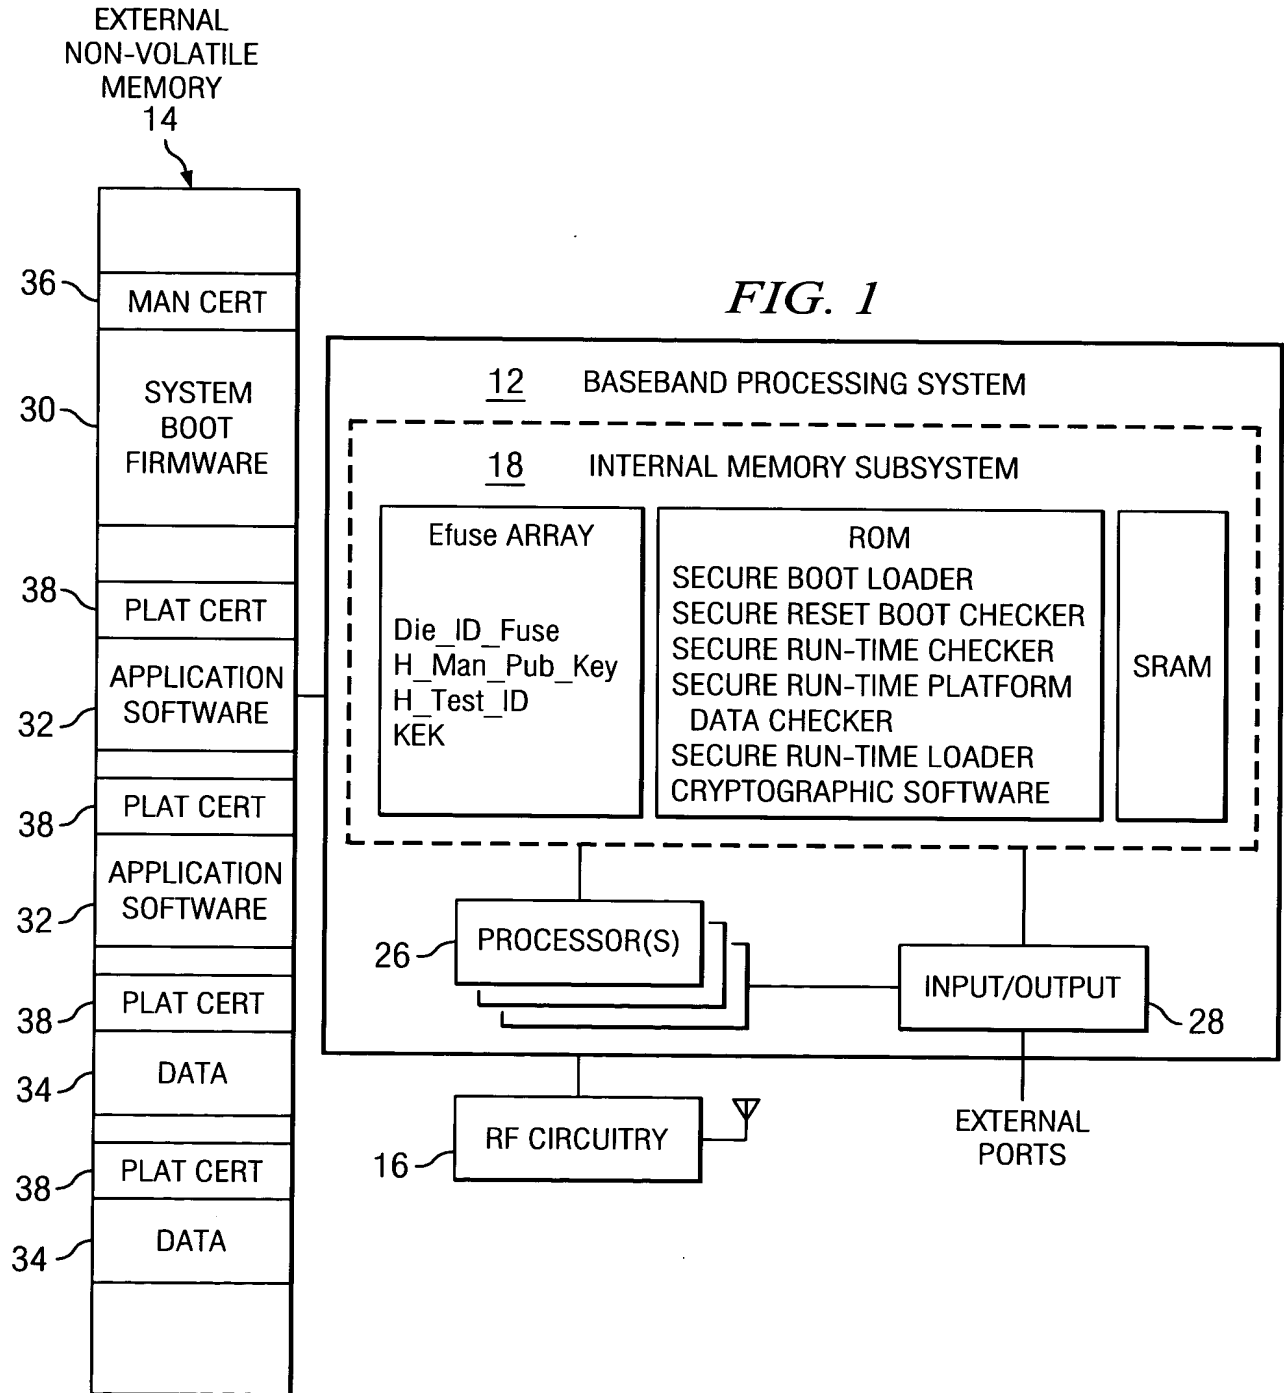 EXTERNAL
NON-VOLATILE
MEMORY
14
36
MAN CERT
30
SYSTEM
BOOT
FIRMWARE
38
PLAT CERT
32
APPLICATION
SOFTWARE
38
PLAT CERT
32
APPLICATION
SOFTWARE
38
PLAT CERT
34
DATA
38
PLAT CERT
34
DATA
FIG. 1
12 BASEBAND PROCESSING SYSTEM
18 INTERNAL MEMORY SUBSYSTEM
Efuse ARRAY
Die_ID_Fuse
H_Man_Pub_Key
H_Test_ID
KEK
ROM
SECURE BOOT LOADER
SECURE RESET BOOT CHECKER
SECURE RUN-TIME CHECKER
SECURE RUN-TIME PLATFORM
DATA CHECKER
SECURE RUN-TIME LOADER
CRYPTOGRAPHIC SOFTWARE
SRAM
26
PROCESSOR(S)
INPUT/OUTPUT
28
16
RF CIRCUITRY
EXTERNAL
PORTS